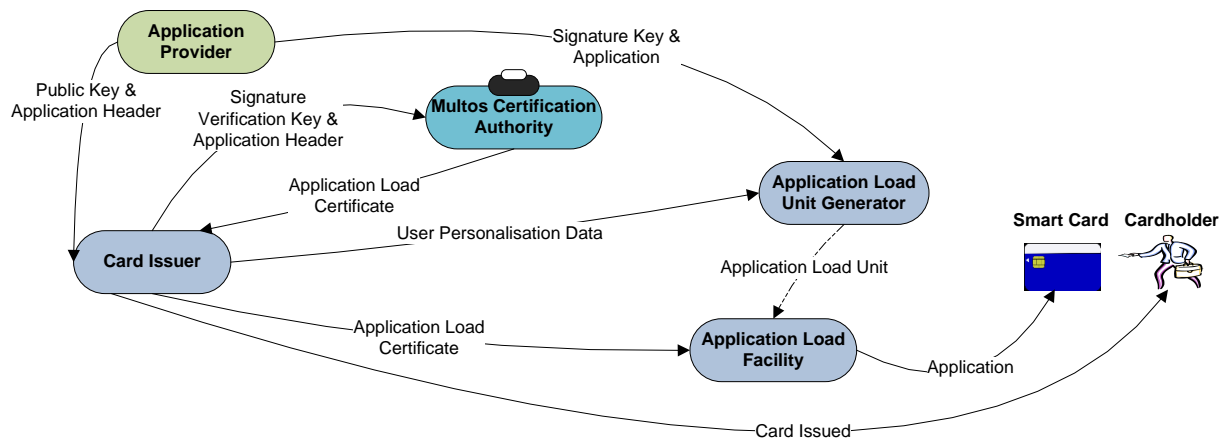 Application
Provider
Signature Key &
Application
Public Key &
Application Header
Signature
Verification Key &
Application Header
Multos Certification
Authority
Application Load
Certificate
Application Load
Unit Generator
User Personalisation Data
Card Issuer
Smart Card
Cardholder
Application Load Unit
Application Load
Certificate
Application Load
Facility
Application
Card Issued